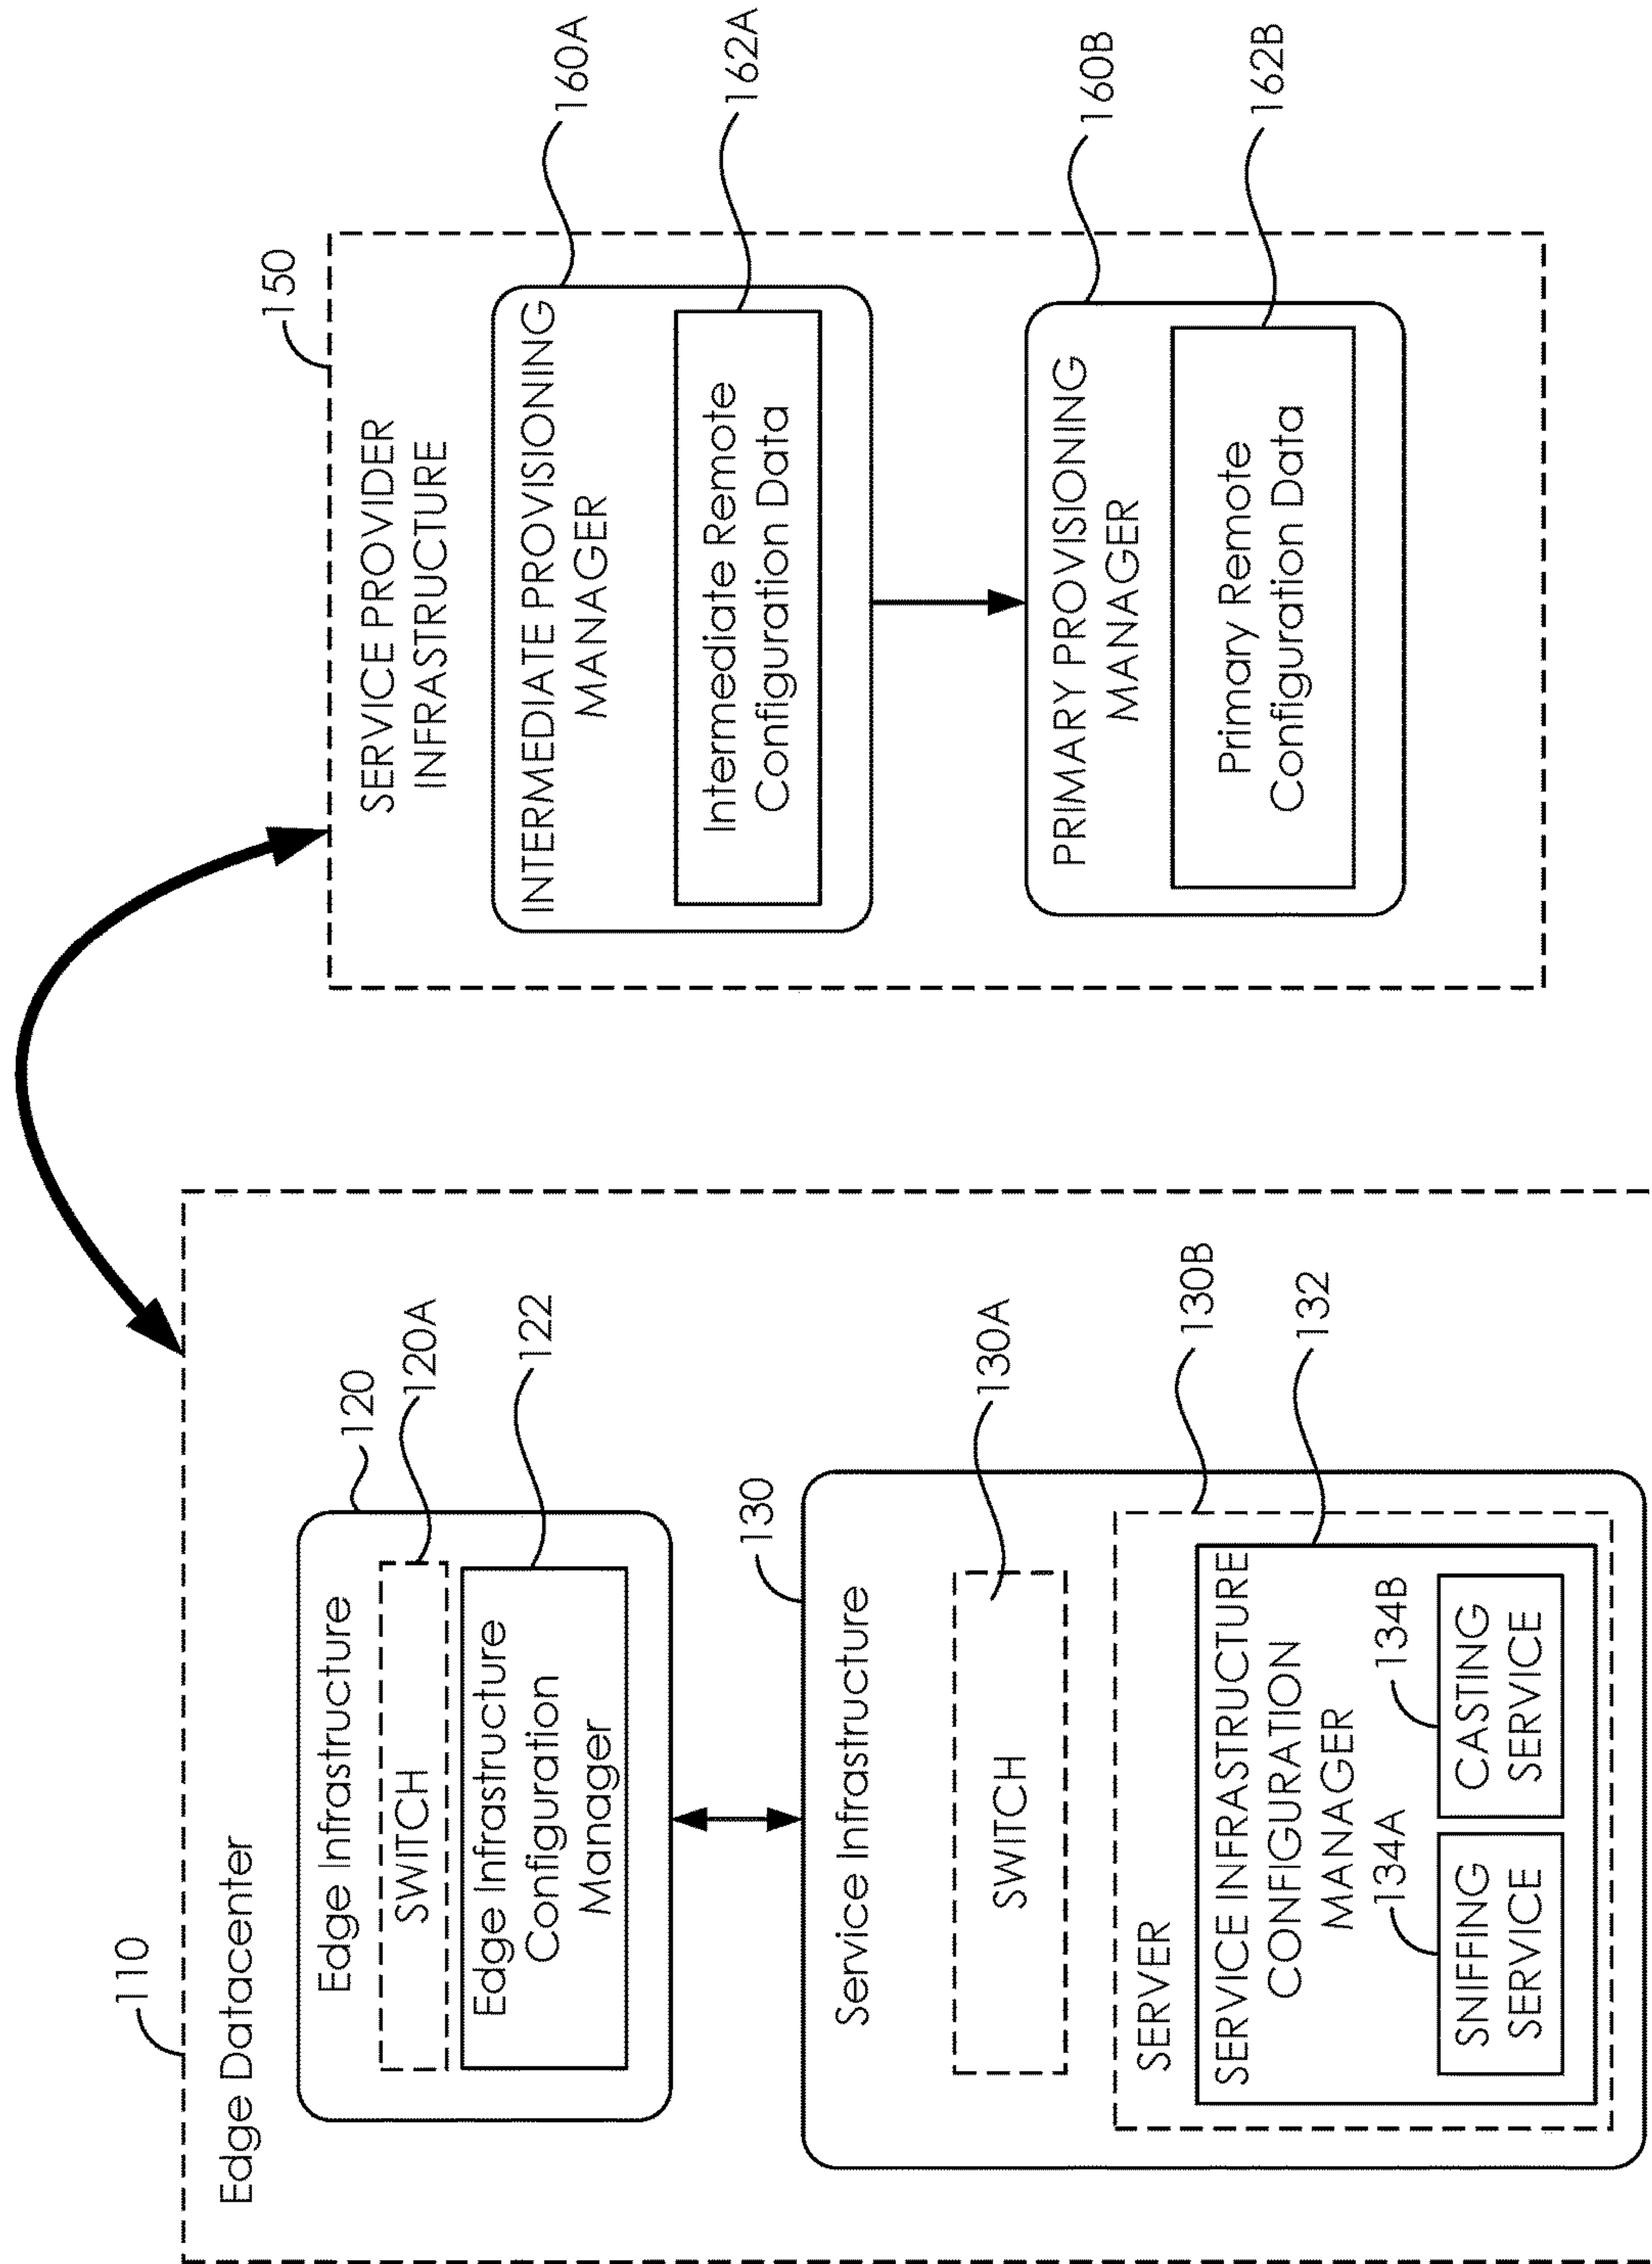 110
Edge Datacenter
120
Edge Infrastructure
120A
SWITCH
122
Edge Infrastructure
Configuration
Manager
130
Service Infrastructure
130A
SWITCH
130B
SERVER
132
SERVICE INFRASTRUCTURE
CONFIGURATION
MANAGER
134A
SNIFFING
SERVICE
134B
CASTING
SERVICE
150
SERVICE PROVIDER
INFRASTRUCTURE
160A
INTERMEDIATE PROVISIONING
MANAGER
162A
Intermediate Remote
Configuration Data
160B
PRIMARY PROVISIONING
MANAGER
162B
Primary Remote
Configuration Data